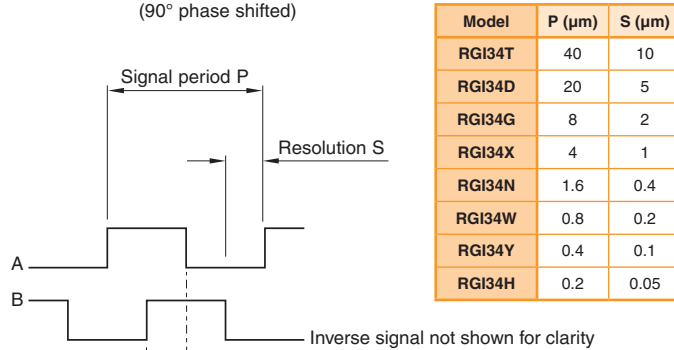 (90° phase shifted)
Signal period P
Resolution S
A
B
Inverse signal not shown for clarity
Model P (µm) S (µm)
RGI34T 40 10
RGI34D 20 5
RGI34G 8 2
RGI34X 4 1
RGI34N 1.6 0.4
RGI34W 0.8 0.2
RGI34Y 0.4 0.1
RGI34H 0.2 0.05